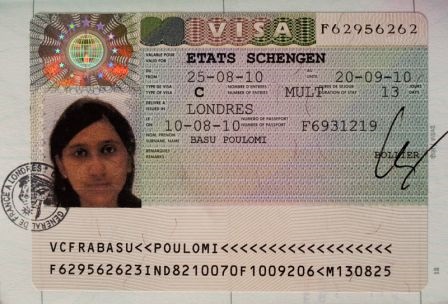 VISA F62956262
VALABLE POUR
VALID FOR ETATS SCHENGEN
DU
FROM 25-08-10 AU
UNTIL 20-09-10
TYPE DE VISA
TYPE OF VISA C NOMBRE D'ENTREES
NUMBER OF ENTRIES MULT DUREE DE SEJOUR
DURATION OF STAY 13 JOURS
DAYS
DELIVRE A
ISSUED IN LONDRES
LE
ON 10-08-10 NUMERO DE PASSEPORT
NUMBER OF PASSPORT F6931219
NOM, PRENOM
SURNAME, NAME BASU POULOMI
REMARQUES
REMARKS
GENERAL DE FRANCE A LONDRES
VCFRABASU<<POULOMI<<<<<<<<<<<<<<<<<<
F629562623IND8210070F1009206<M130825